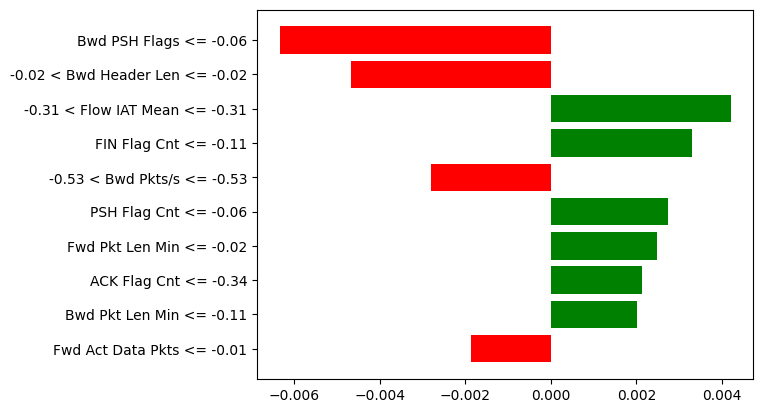 Bwd PSH Flags <= -0.06
-0.02 < Bwd Header Len <= -0.02
-0.31 < Flow IAT Mean <= -0.31
FIN Flag Cnt <= -0.11
-0.53 < Bwd Pkts/s <= -0.53
PSH Flag Cnt <= -0.06
Fwd Pkt Len Min <= -0.02
ACK Flag Cnt <= -0.34
Bwd Pkt Len Min <= -0.11
Fwd Act Data Pkts <= -0.01
−0.006 −0.004 −0.002 0.000 0.002 0.004